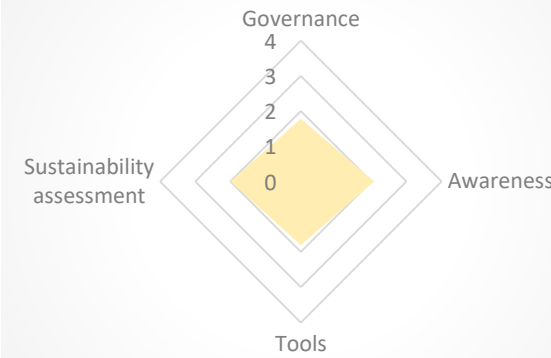 Governance
4
3
2
1
0
Sustainability
assessment
Awareness
Tools